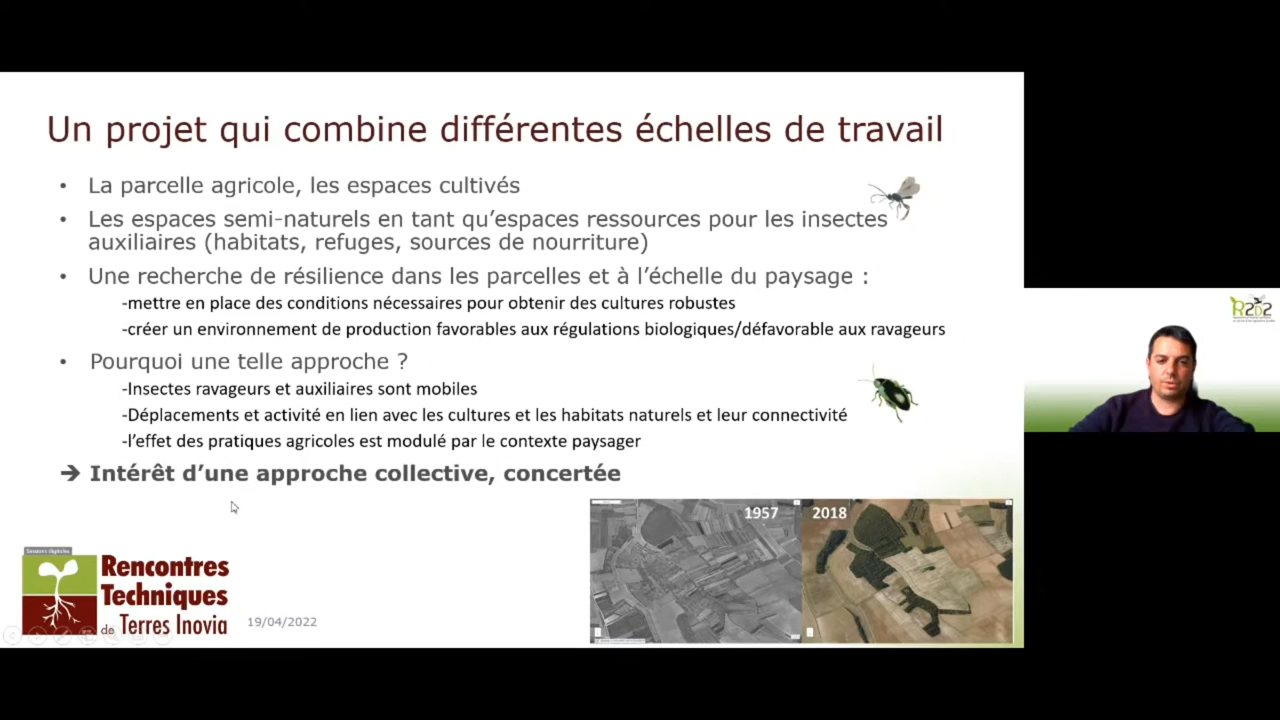 Un projet qui combine différentes échelles de travail
• La parcelle agricole, les espaces cultivés
• Les espaces semi-naturels en tant qu'espaces ressources pour les insectes
auxiliaires (habitats, refuges, sources de nourriture)
• Une recherche de résilience dans les parcelles et à l'échelle du paysage :
-mettre en place des conditions nécessaires pour obtenir des cultures robustes
-créer un environnement de production favorables aux régulations biologiques/défavorable aux ravageurs
• Pourquoi une telle approche ?
-Insectes ravageurs et auxiliaires sont mobiles
-Déplacements et activité en lien avec les cultures et les habitats naturels et leur connectivité
-l'effet des pratiques agricoles est modulé par le contexte paysager
→ Intérêt d'une approche collective, concertée
1957
2018
Sessions digitales
Rencontres
Techniques
de Terres Inovia
19/04/2022
R2D2